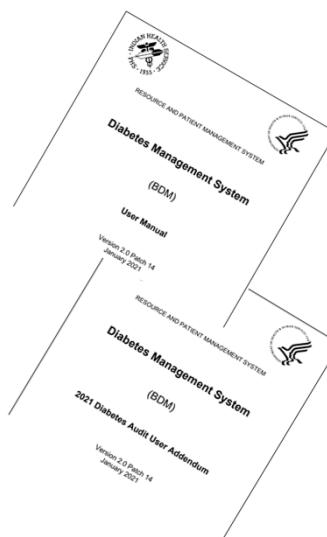 INDIAN HEALTH SERVICE
1955
RESOURCE AND PATIENT MANAGEMENT SYSTEM
Diabetes Management System
(BDM)
User Manual
Version 2.0 Patch 14
January 2021
RESOURCE AND PATIENT MANAGEMENT SYSTEM
Diabetes Management System
(BDM)
2021 Diabetes Audit User Addendum
Version 2.0 Patch 14
January 2021